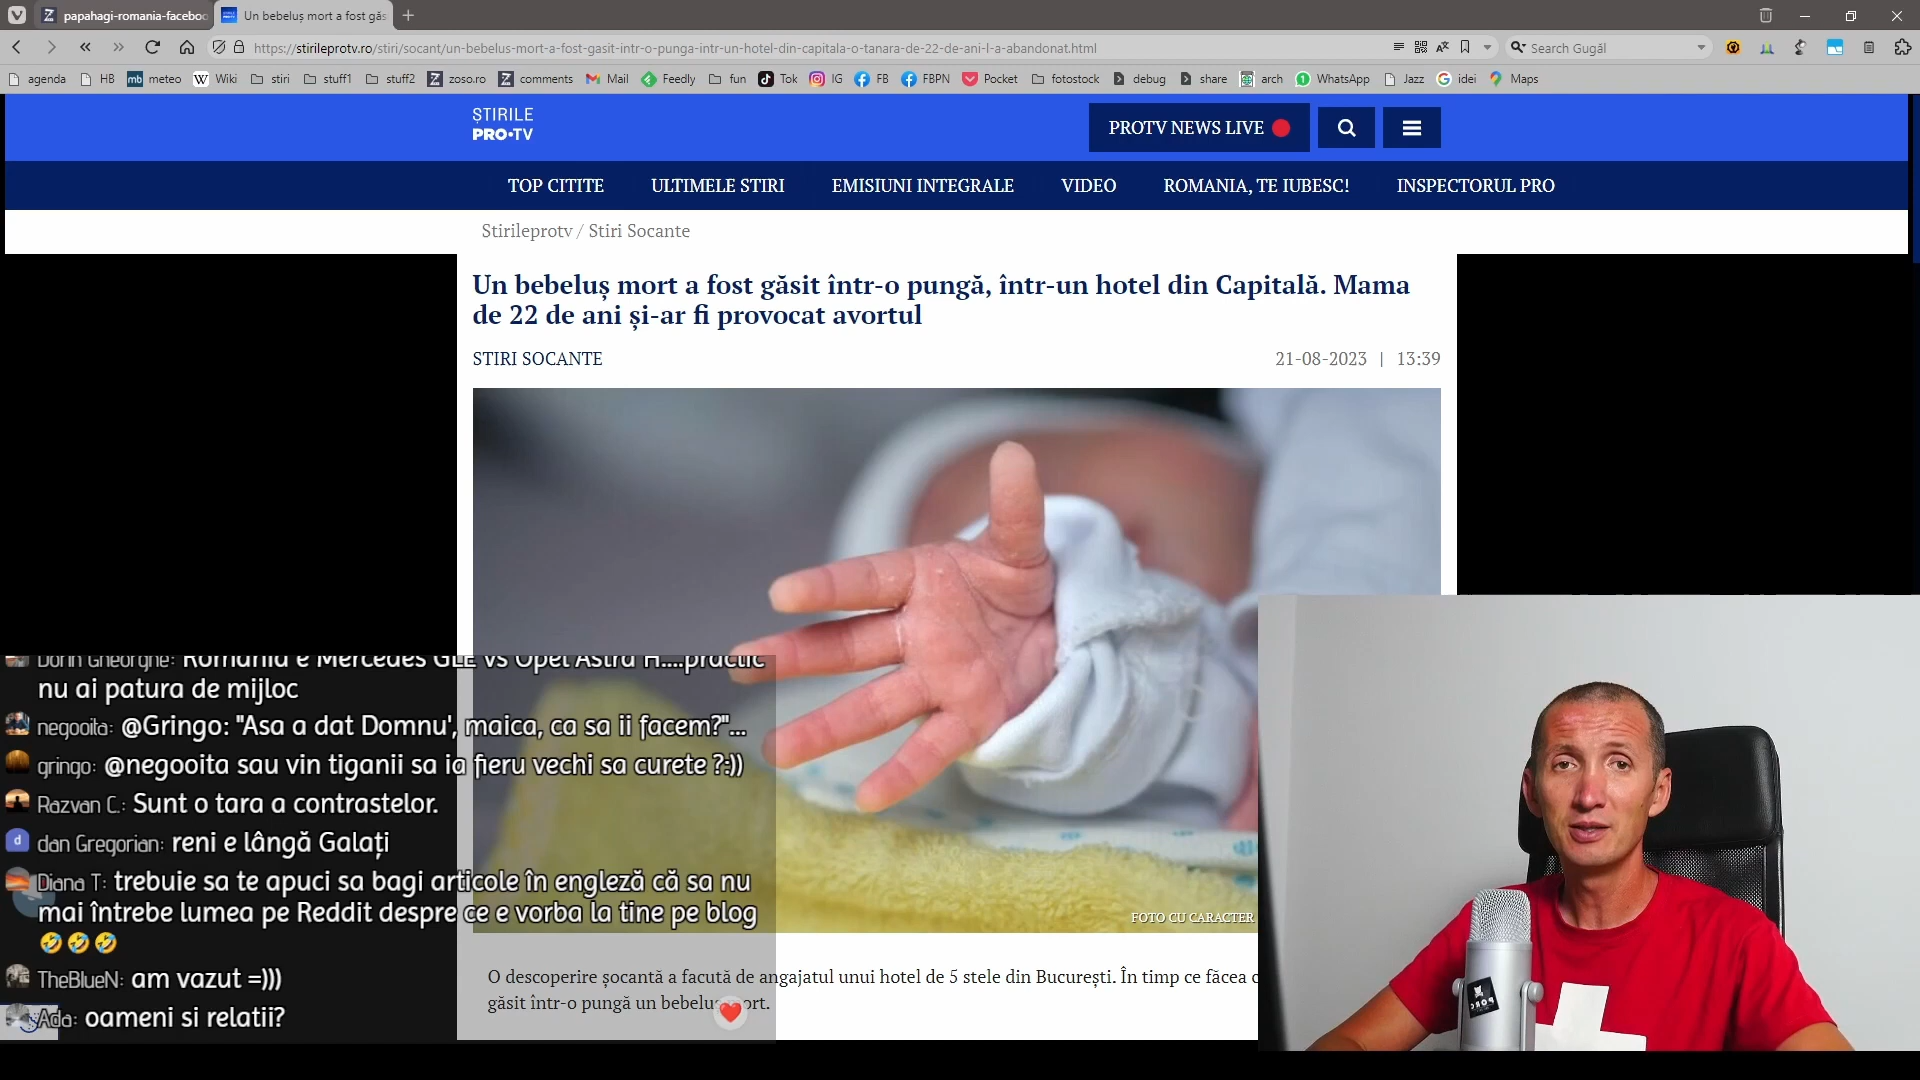 papahagi-romania-faceboo
Un bebeluș mort a fost găs
https://stirileprotv.ro/stiri/socant/un-bebelus-mort-a-fost-gasit-intr-o-punga-intr-un-hotel-din-capitala-o-tanara-de-22-de-ani-l-a-abandonat.html
Search Gugăl
agenda HB meteo Wiki stiri stuff1 stuff2 zoso.ro comments Mail Feedly fun Tok IG FB FBPN Pocket fotostock debug share arch WhatsApp Jazz idei Maps
ȘTIRILE
PRO•TV
PROTV NEWS LIVE
TOP CITITE ULTIMELE STIRI EMISIUNI INTEGRALE VIDEO ROMANIA, TE IUBESC! INSPECTORUL PRO
Stirileprotv / Stiri Socante
Un bebeluș mort a fost găsit într-o pungă, într-un hotel din Capitală. Mama
de 22 de ani și-ar fi provocat avortul
STIRI SOCANTE
21-08-2023 | 13:39
Dorin Gheorghe: Romania e Mercedes GLE vs Opel Astra H....practic
nu ai patura de mijloc
negooita: @Gringo: "Asa a dat Domnu', maica, ca sa ii facem?"...
gringo: @negooita sau vin tiganii sa ia fieru vechi sa curete ?:))
Razvan C.: Sunt o tara a contrastelor.
dan Gregorian: reni e lângă Galați
Diana T: trebuie sa te apuci sa bagi articole în engleză că sa nu
mai întrebe lumea pe Reddit despre ce e vorba la tine pe blog
🤣🤣🤣
TheBlueN: am vazut =)))
Ada: oameni si relatii?
FOTO CU CARACTER
O descoperire șocantă a facută de angajatul unui hotel de 5 stele din București. În timp ce făcea c
găsit într-o pungă un bebeluș mort.